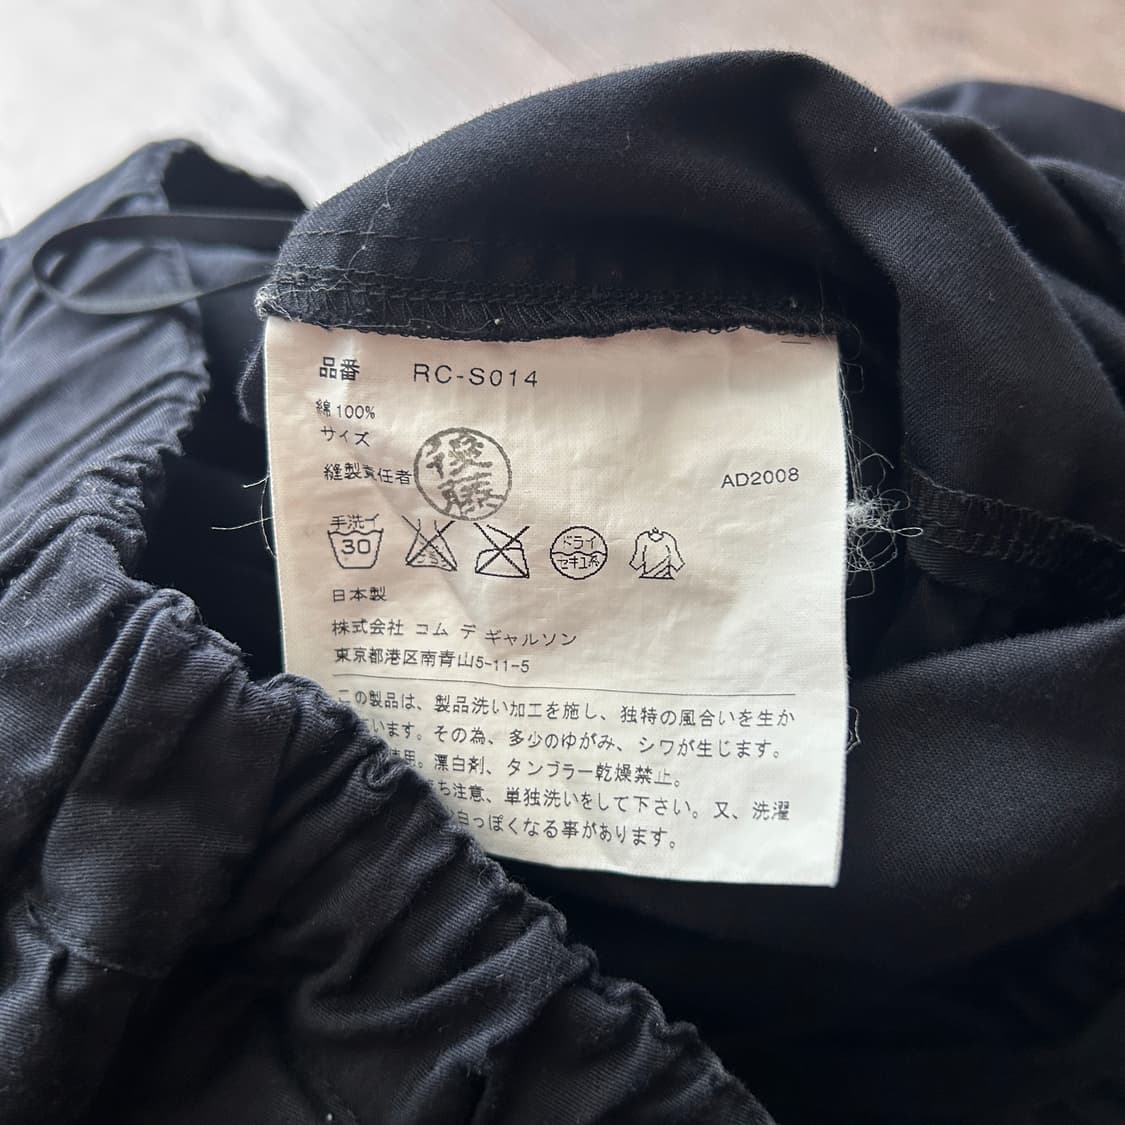 品番 RC-S014
綿100%
サイズ
縫製責任者 後藤 AD2008
手洗イ
30 ドライ
セキユ系
日本製
株式会社 コム デ ギャルソン
東京都港区南青山5-11-5
この製品は、製品洗い加工を施し、独特の風合いを生か
います。その為、多少のゆがみ、シワが生じます。
使用。漂白剤、タンブラー乾燥禁止。
ち注意、単独洗いをして下さい。又、洗濯
白っぽくなる事があります。